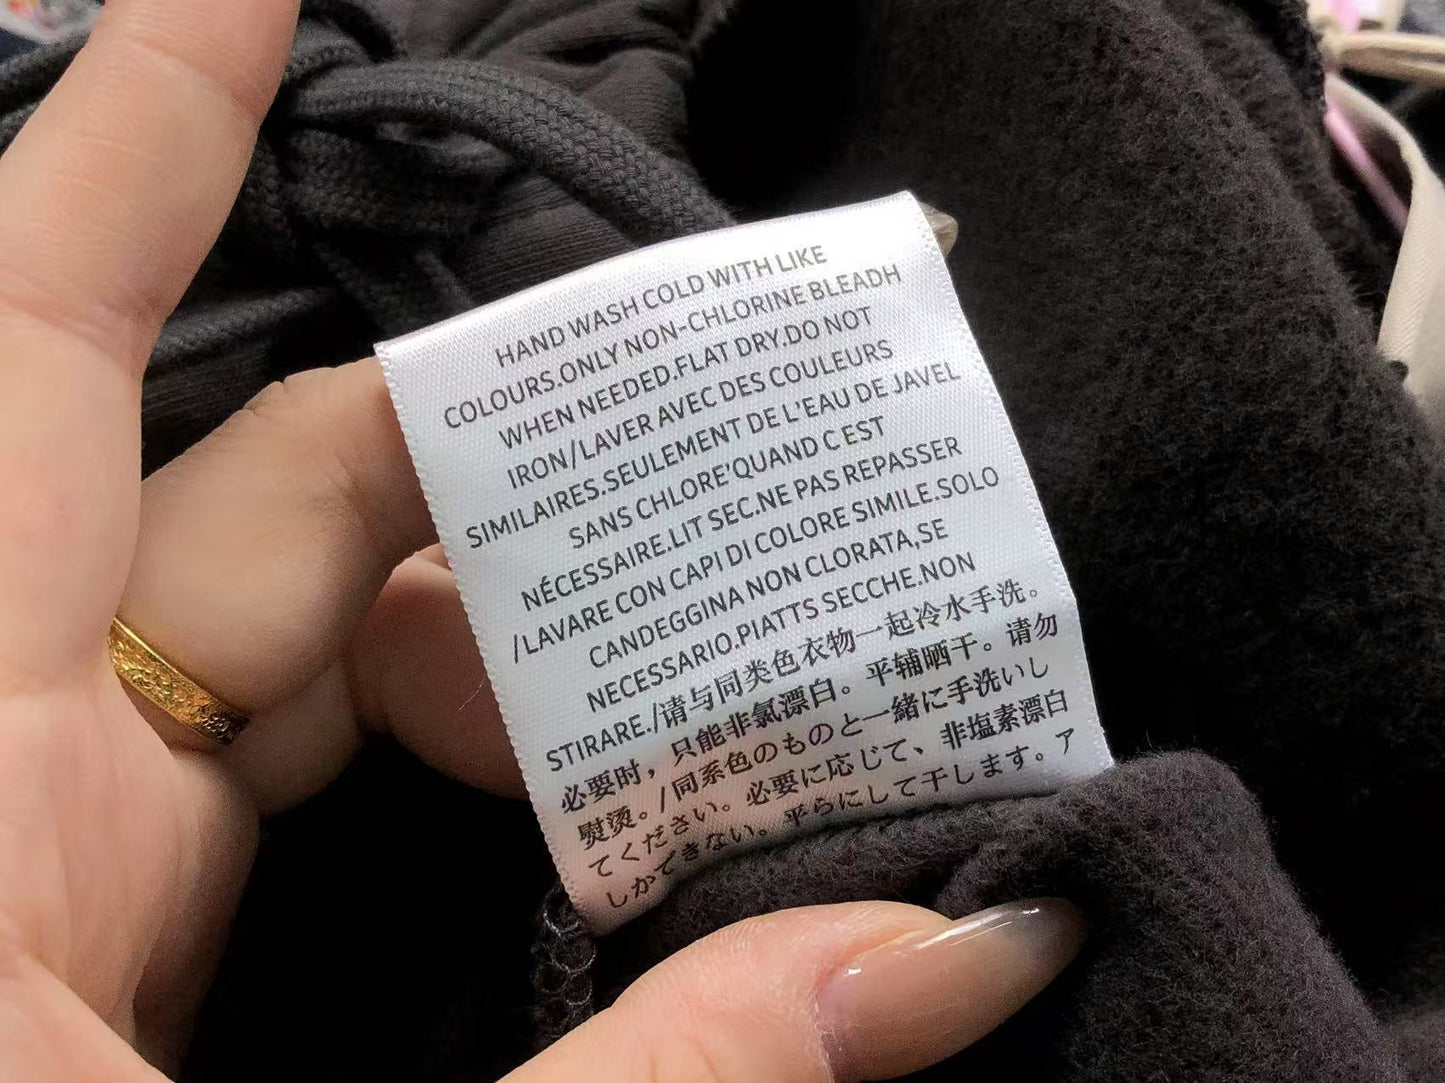 HAND WASH COLD WITH LIKE
COLOURS.ONLY NON-CHLORINE BLEADH
WHEN NEEDED.FLAT DRY.DO NOT
IRON/LAVER AVEC DES COULEURS
SIMILAIRES.SEULEMENT DE L'EAU DE JAVEL
SANS CHLORE'QUAND C EST
NÉCESSAIRE.LIT SEC.NE PAS REPASSER
/LAVARE CON CAPI DI COLORE SIMILE.SOLO
CANDEGGINA NON CLORATA,SE
NECESSARIO.PIATTS SECCHE.NON
STIRARE./请与同类色衣物一起冷水手洗。
必要时，只能非氯漂白。平辅晒干。请勿
熨烫。/同系色のものと一緒に手洗いし
てください。必要に応じて、非塩素漂白
しかできない。平らにして干します。ア